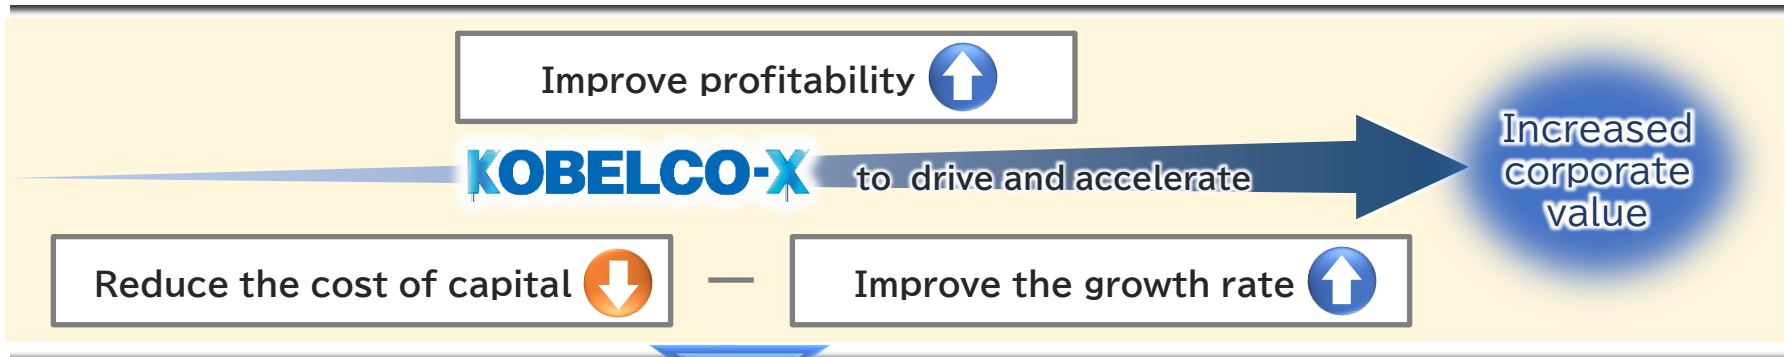 Improve profitability
KOBELCO-X to drive and accelerate
Increased
corporate
value
Reduce the cost of capital — Improve the growth rate